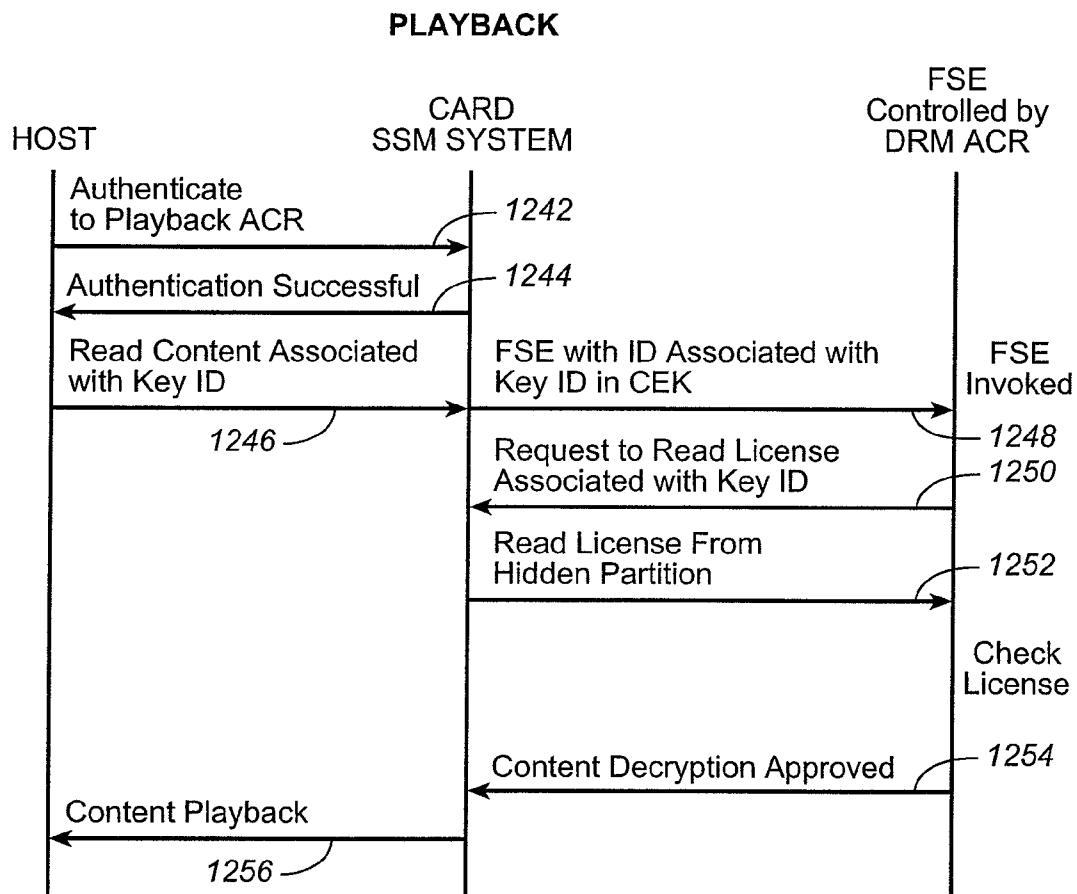 PLAYBACK
HOST
CARD
SSM SYSTEM
FSE
Controlled by
DRM ACR
Authenticate
to Playback ACR
1242
Authentication Successful
1244
Read Content Associated
with Key ID
1246
FSE with ID Associated with
Key ID in CEK
FSE
Invoked
1248
Request to Read License
Associated with Key ID
1250
Read License From
Hidden Partition
1252
Check
License
Content Decryption Approved
1254
Content Playback
1256